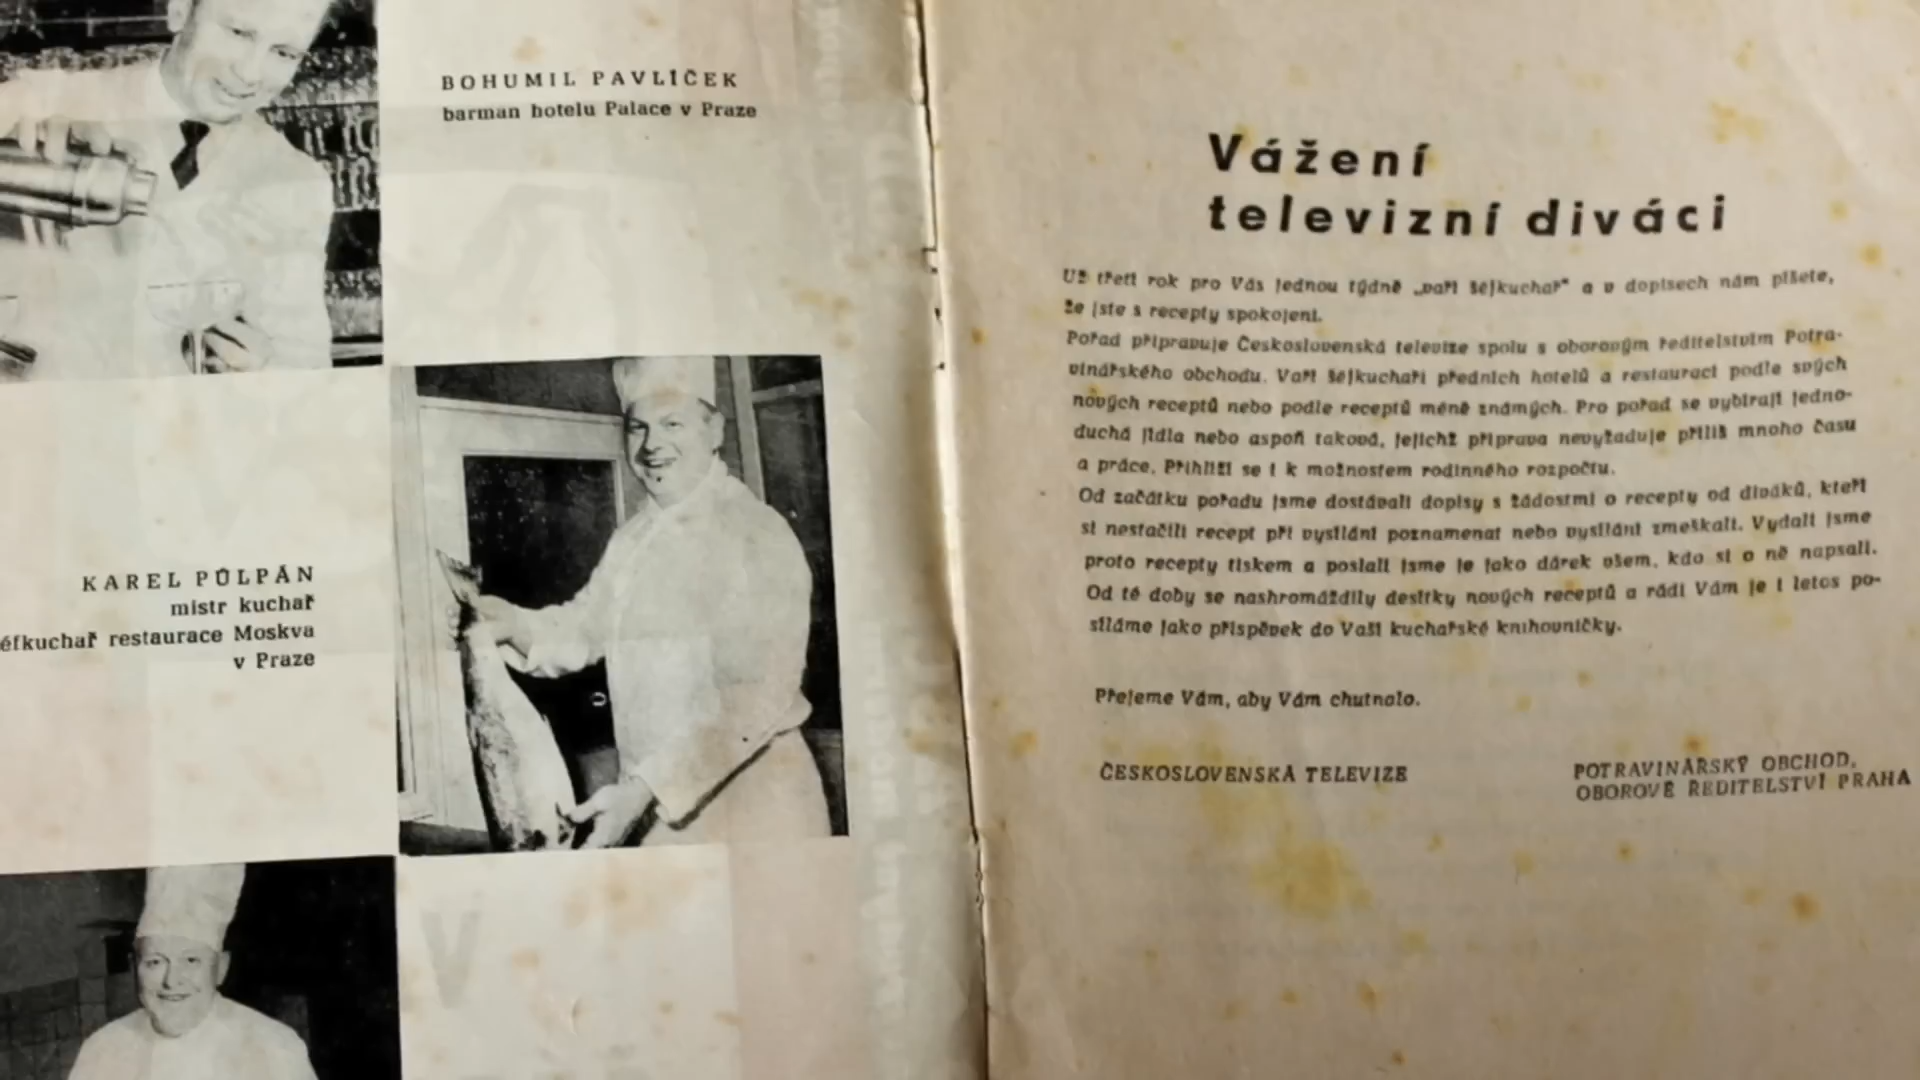 BOHUMIL PAVLÍČEK
barman hotelu Palace v Praze
KAREL PŮLPÁN
mistr kuchař
éfkuchař restaurace Moskva
v Praze
Vážení
televizní diváci
Už třetí rok pro Vás jednou týdně „vaří šéfkuchař" a v dopisech nám píšete,
že jste s recepty spokojeni.
Pořad připravuje Československá televize spolu s oborovým ředitelstvím Potra-
vinářského obchodu. Vaří šéfkuchaři předních hotelů a restaurací podle svých
nových receptů nebo podle receptů méně známých. Pro pořad se vybírají jedno-
duchá jídla nebo aspoň taková, jejichž příprava nevyžaduje příliš mnoho času
a práce. Přihlíží se i k možnostem rodinného rozpočtu.
Od začátku pořadu jsme dostávali dopisy s žádostmi o recepty od diváků, kteří
si nestačili recept při vysílání poznamenat nebo vysílání zmeškali. Vydali jsme
proto recepty tiskem a poslali jsme je jako dárek všem, kdo si o ně napsali.
Od té doby se nashromáždily desítky nových receptů a rádi Vám je i letos po-
síláme jako příspěvek do Vaší kuchařské knihovničky.
Přejeme Vám, aby Vám chutnalo.
ČESKOSLOVENSKÁ TELEVIZE
POTRAVINÁŘSKÝ OBCHOD,
OBOROVÉ ŘEDITELSTVÍ PRAHA